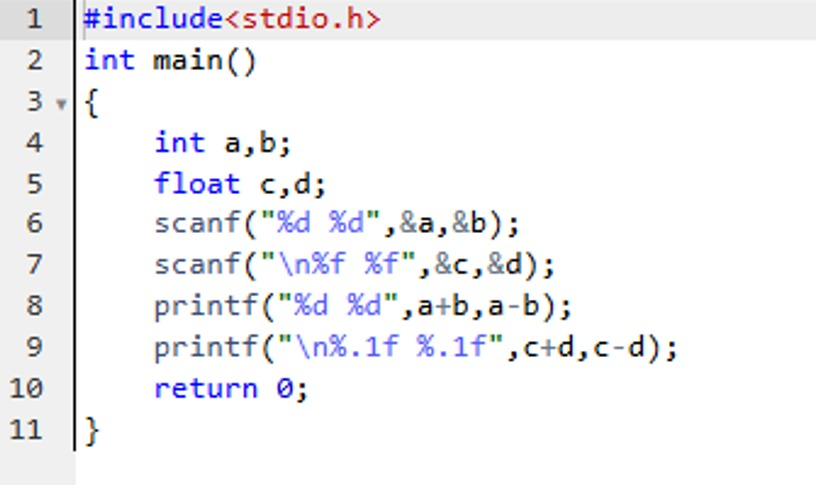 1 #include<stdio.h>
2 int main()
3 {
4     int a,b;
5     float c,d;
6     scanf("%d %d",&a,&b);
7     scanf("\n%f %f",&c,&d);
8     printf("%d %d",a+b,a-b);
9     printf("\n%.1f %.1f",c+d,c-d);
10     return 0;
11 }